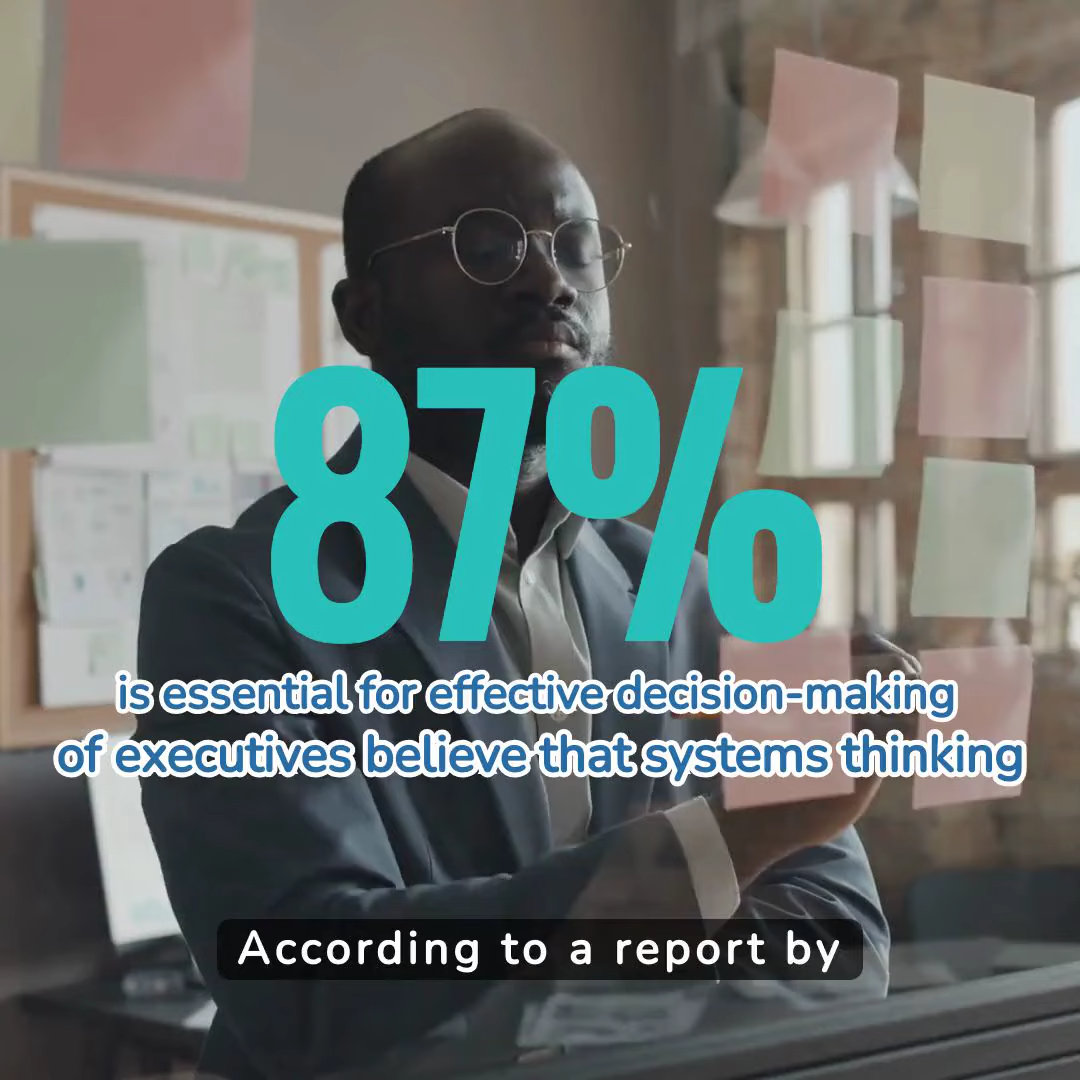 87%
is essential for effective decision-making
of executives believe that systems thinking
According to a report by